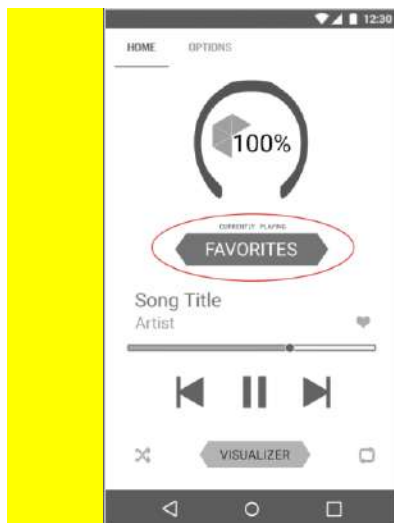 12:30
HOME OPTIONS
100%
CURRENTLY PLAYING
FAVORITES
Song Title
Artist
VISUALIZER